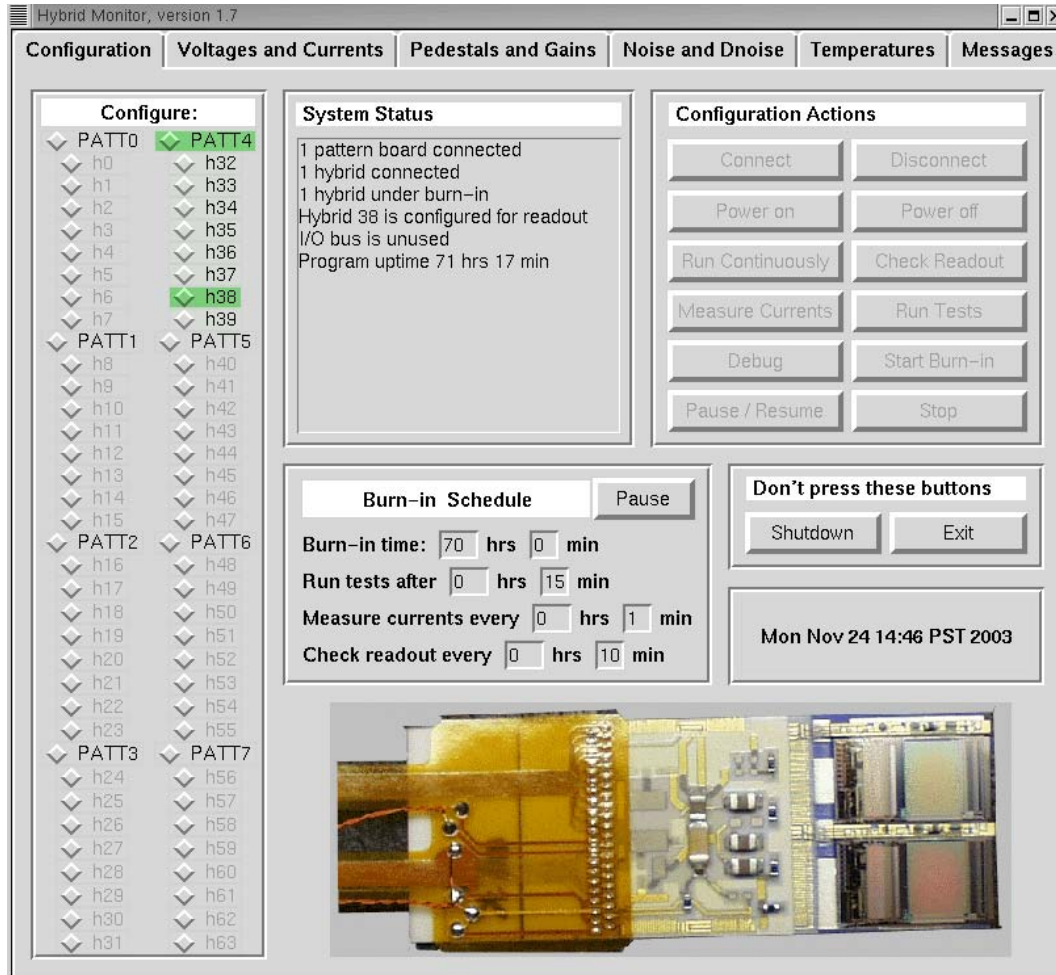 Hybrid Monitor, version 1.7
Configuration Voltages and Currents Pedestals and Gains Noise and Dnoise Temperatures Messages
Configure:
PATT0 PATT4
h0 h32
h1 h33
h2 h34
h3 h35
h4 h36
h5 h37
h6 h38
h7 h39
PATT1 PATT5
h8 h40
h9 h41
h10 h42
h11 h43
h12 h44
h13 h45
h14 h46
h15 h47
PATT2 PATT6
h16 h48
h17 h49
h18 h50
h19 h51
h20 h52
h21 h53
h22 h54
h23 h55
PATT3 PATT7
h24 h56
h25 h57
h26 h58
h27 h59
h28 h60
h29 h61
h30 h62
h31 h63
System Status
1 pattern board connected
1 hybrid connected
1 hybrid under burn-in
Hybrid 38 is configured for readout
I/O bus is unused
Program uptime 71 hrs 17 min
Configuration Actions
Connect Disconnect
Power on Power off
Run Continuously Check Readout
Measure Currents Run Tests
Debug Start Burn-in
Pause / Resume Stop
Burn-in Schedule Pause
Burn-in time: 70 hrs 0 min
Run tests after 0 hrs 15 min
Measure currents every 0 hrs 1 min
Check readout every 0 hrs 10 min
Don't press these buttons
Shutdown Exit
Mon Nov 24 14:46 PST 2003